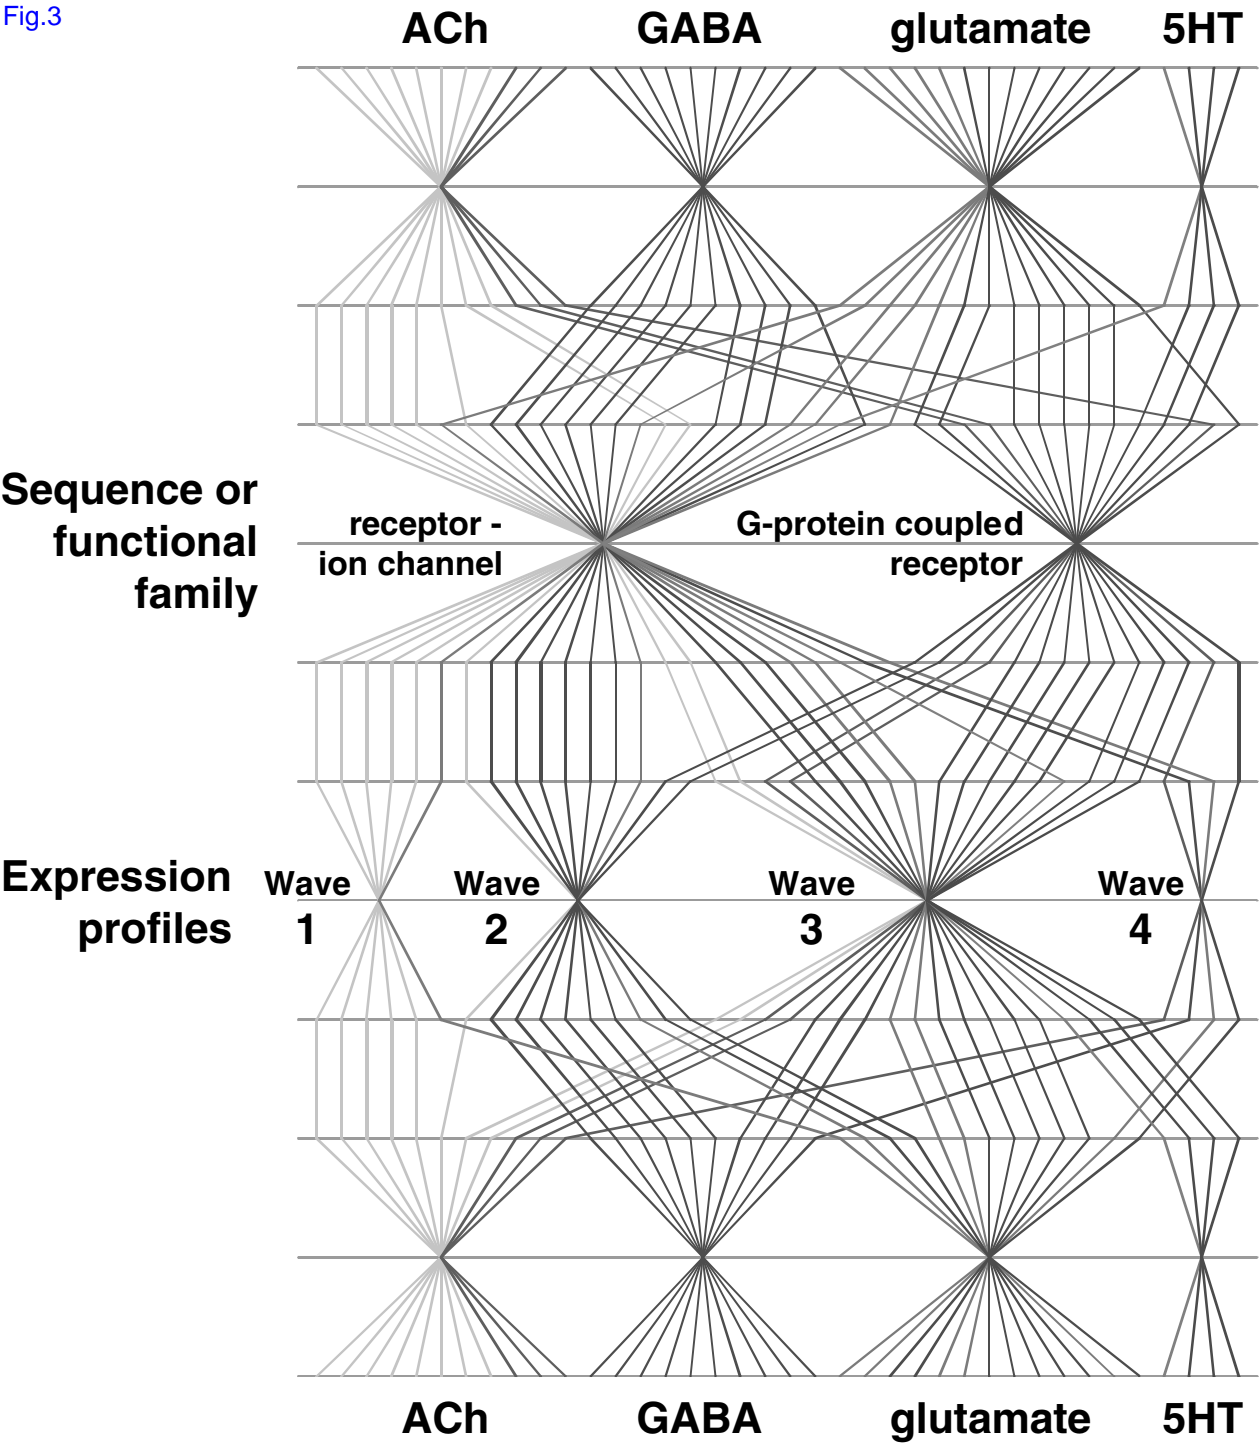 Fig.3
ACh GABA glutamate 5HT
Sequence or
functional
family
receptor -
ion channel
G-protein coupled
receptor
Expression
profiles
Wave
1
Wave
2
Wave
3
Wave
4
ACh GABA glutamate 5HT